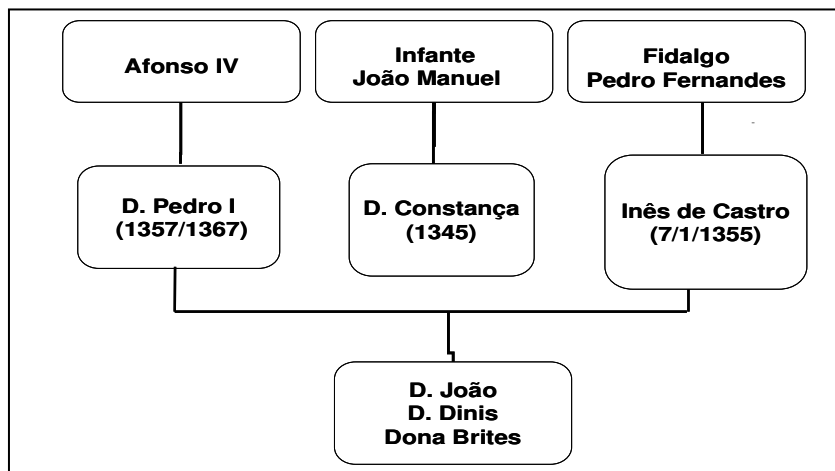 Afonso IV
Infante
João Manuel
Fidalgo
Pedro Fernandes
D. Pedro I
(1357/1367)
D. Constança
(1345)
Inês de Castro
(7/1/1355)
D. João
D. Dinis
Dona Brites